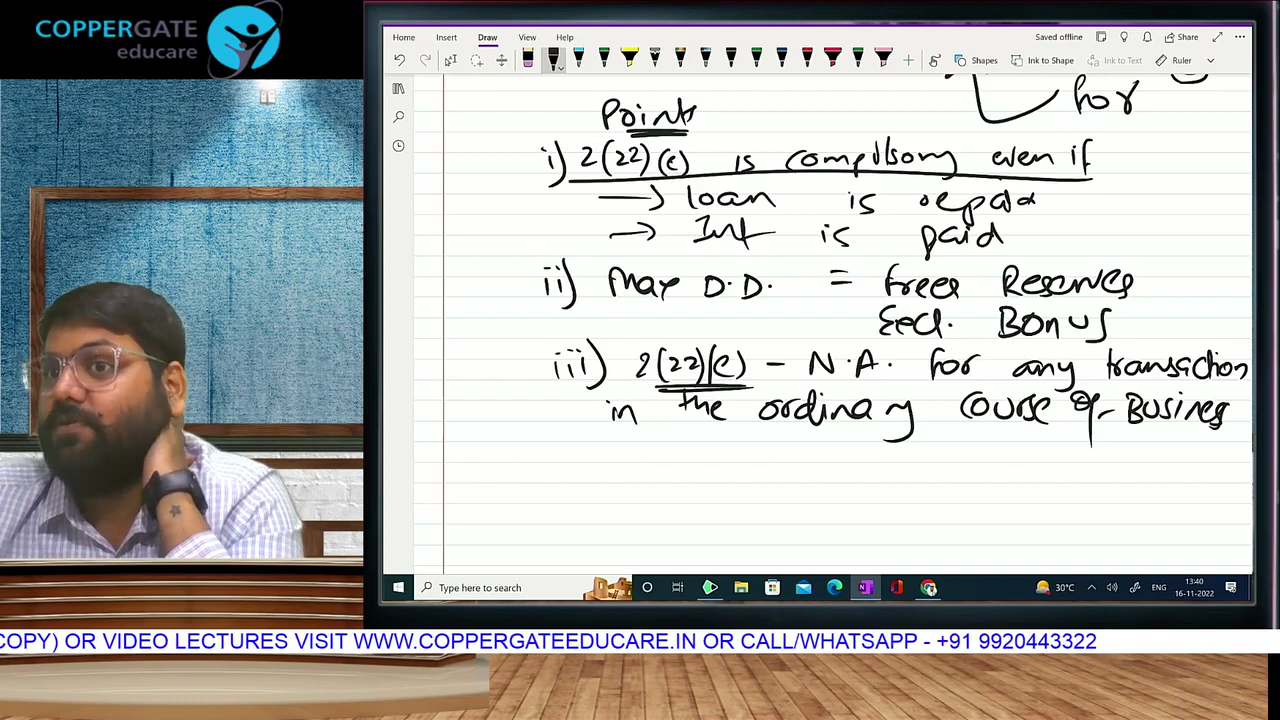 COPPERGATE
educare
Home Insert Draw View Help
Saved offline
Share
Shapes Ink to Shape Ink to Text Ruler
for
Points
i) 2(22)(e) is compulsory even if
→ loan is repaid
→ Int is paid
ii) Max D.D. = Free Reserves
Excl. Bonus
iii) 2(22)(e) - N.A. for any transaction
in the ordinary course of Business
Type here to search
30°C
ENG
13:40
16-11-2022
COPY) OR VIDEO LECTURES VISIT WWW.COPPERGATEEDUCARE.IN OR CALL/WHATSAPP - +91 9920443322